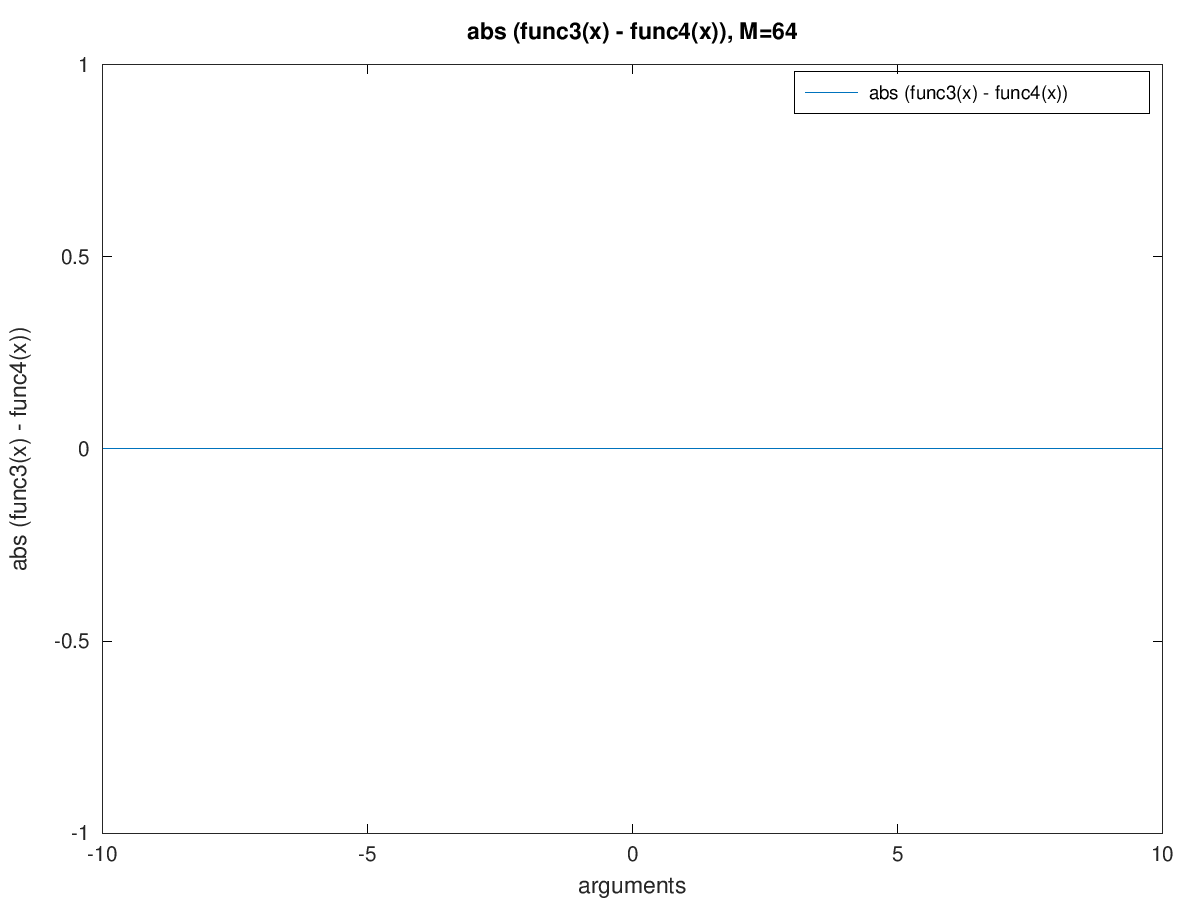 abs (func3(x) - func4(x)), M=64
abs (func3(x) - func4(x))
1
0.5
0
-0.5
-1
abs (func3(x) - func4(x))
-10
-5
0
5
10
arguments